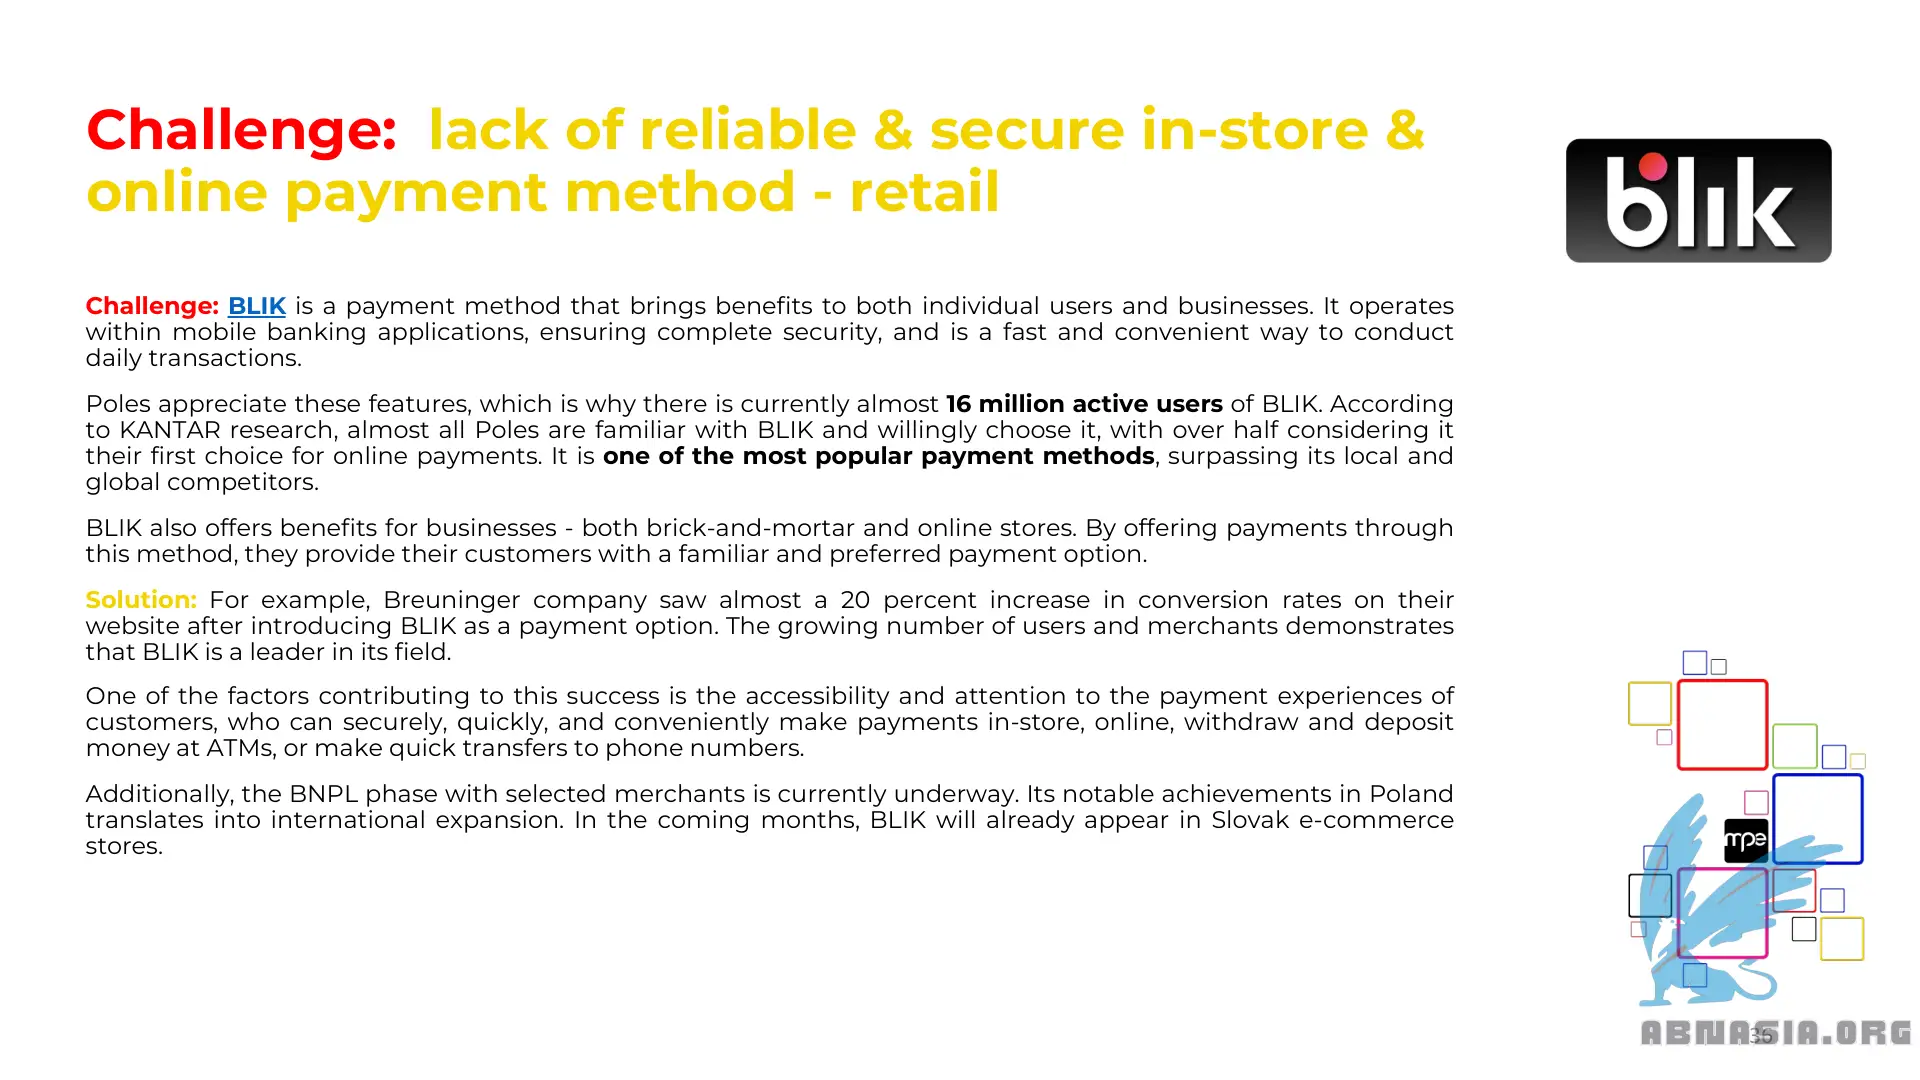 Challenge: lack of reliable & secure in-store &
online payment method - retail
blik
Challenge: BLIK is a payment method that brings benefits to both individual users and businesses. It operates
within mobile banking applications, ensuring complete security, and is a fast and convenient way to conduct
daily transactions.
Poles appreciate these features, which is why there is currently almost 16 million active users of BLIK. According
to KANTAR research, almost all Poles are familiar with BLIK and willingly choose it, with over half considering it
their first choice for online payments. It is one of the most popular payment methods, surpassing its local and
global competitors.
BLIK also offers benefits for businesses - both brick-and-mortar and online stores. By offering payments through
this method, they provide their customers with a familiar and preferred payment option.
Solution: For example, Breuninger company saw almost a 20 percent increase in conversion rates on their
website after introducing BLIK as a payment option. The growing number of users and merchants demonstrates
that BLIK is a leader in its field.
One of the factors contributing to this success is the accessibility and attention to the payment experiences of
customers, who can securely, quickly, and conveniently make payments in-store, online, withdraw and deposit
money at ATMs, or make quick transfers to phone numbers.
Additionally, the BNPL phase with selected merchants is currently underway. Its notable achievements in Poland
translates into international expansion. In the coming months, BLIK will already appear in Slovak e-commerce
stores.
mpe
ABNASIA.ORG
36